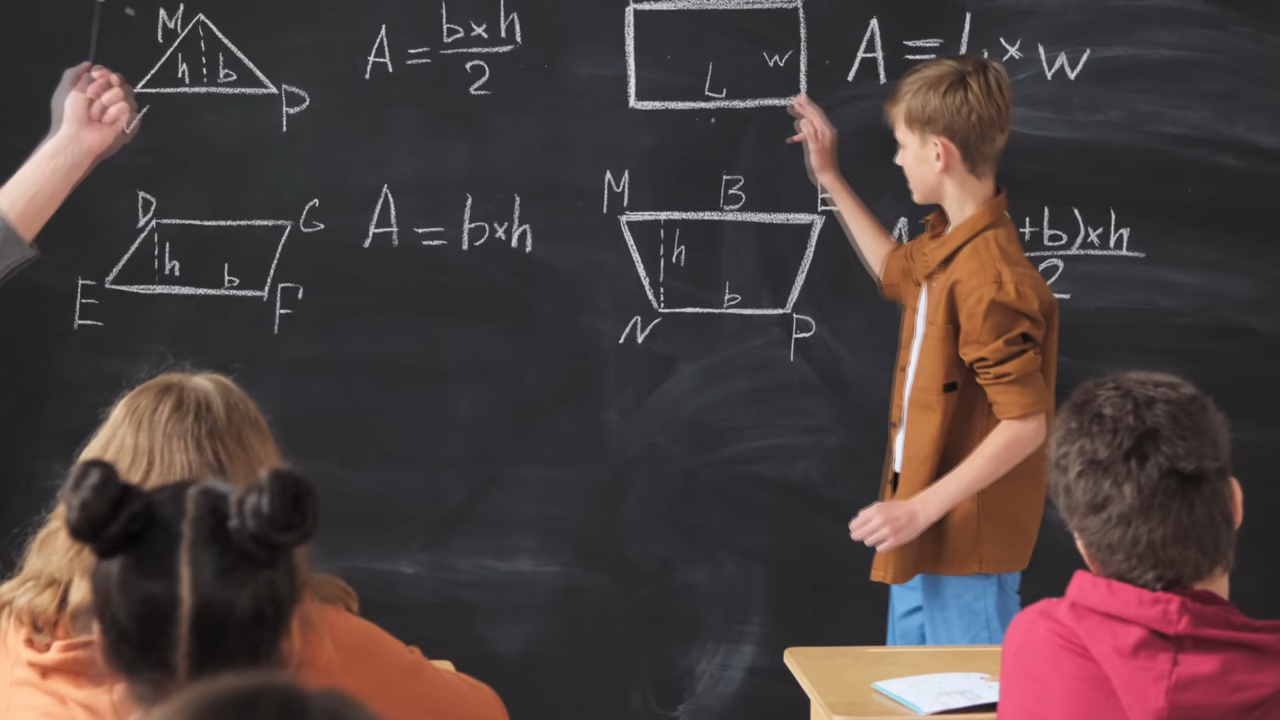 M
h b
P
A = b×h
2
w
L
A = L × w
D G
h
b
E F
A = b×h
M B
h
b
N P
+b)×h
2